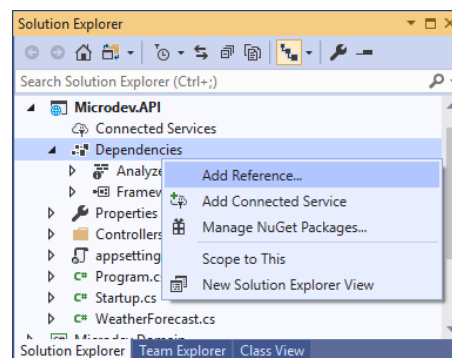 Solution Explorer
Search Solution Explorer (Ctrl+;)
Microdev.API
Connected Services
Dependencies
Analyze
Framew
Properties
Controllers
appsetting
C# Program.c
C# Startup.cs
C# WeatherForecast.cs
Add Reference...
Add Connected Service
Manage NuGet Packages...
Scope to This
New Solution Explorer View
Solution Explorer Team Explorer Class View